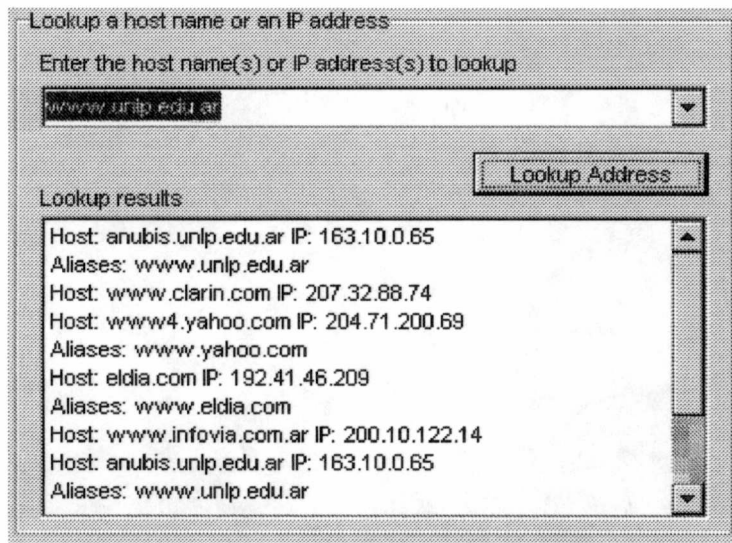 Lookup a host name or an IP address
Enter the host name(s) or IP address(s) to lookup
www.unlp.edu.ar
Lookup Address
Lookup results
Host: anubis.unlp.edu.ar IP: 163.10.0.65
Aliases: www.unlp.edu.ar
Host: www.clarin.com IP: 207.32.88.74
Host: www4.yahoo.com IP: 204.71.200.69
Aliases: www.yahoo.com
Host: eldia.com IP: 192.41.46.209
Aliases: www.eldia.com
Host: www.infovia.com.ar IP: 200.10.122.14
Host: anubis.unlp.edu.ar IP: 163.10.0.65
Aliases: www.unlp.edu.ar